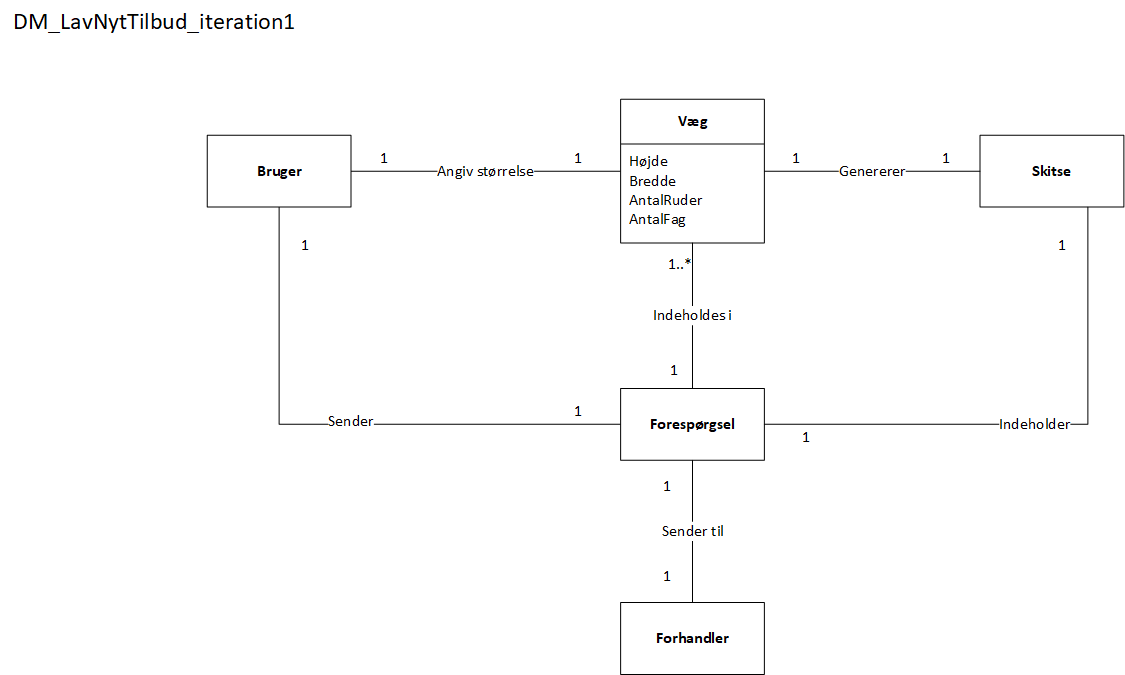 DM_LavNytTilbud_iteration1
Væg
Bruger
1
Angiv størrelse
1
Højde
Bredde
AntalRuder
AntalFag
1
Genererer
1
Skitse
1
1..*
1
Indeholdes i
1
Sender
1
Forespørgsel
1
Indeholder
1
Sender til
1
Forhandler